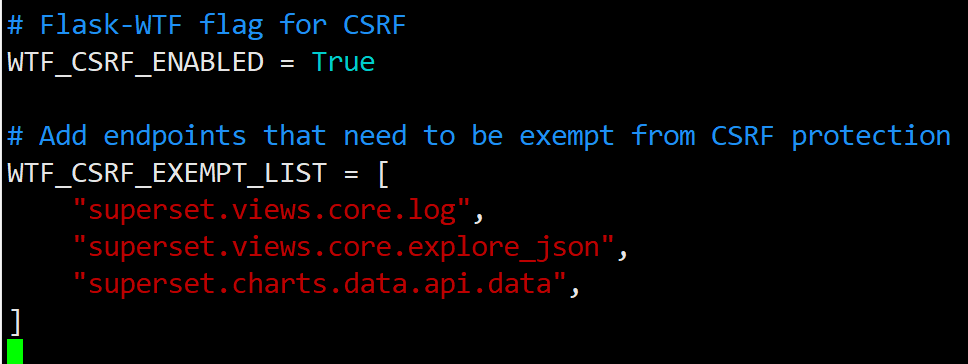 # Flask-WTF flag for CSRF
WTF_CSRF_ENABLED = True
# Add endpoints that need to be exempt from CSRF protection
WTF_CSRF_EXEMPT_LIST = [
    "superset.views.core.log",
    "superset.views.core.explore_json",
    "superset.charts.data.api.data",
]